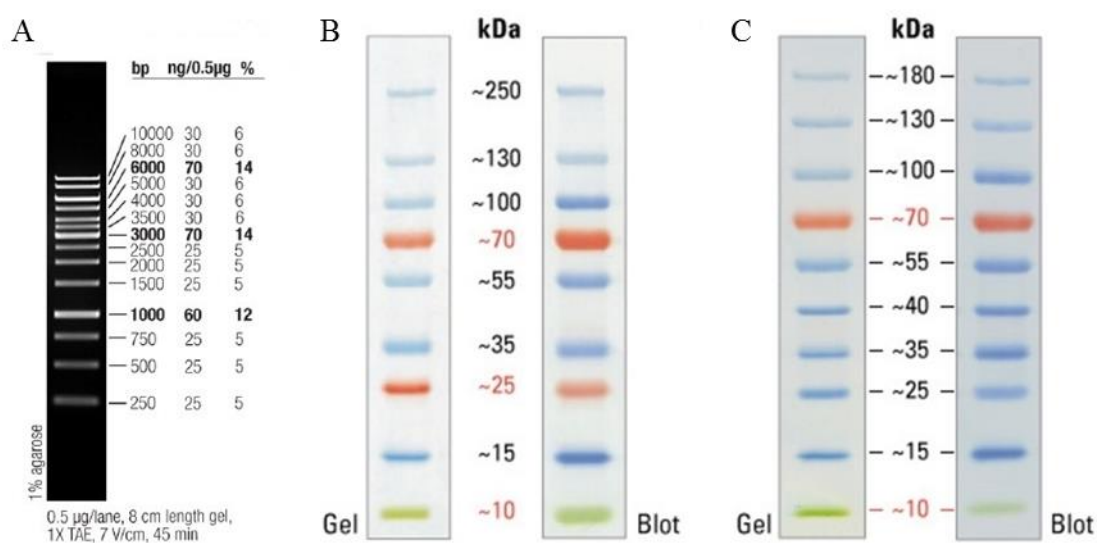 A
bp ng/0.5µg %
10000 30 6
8000 30 6
6000 70 14
5000 30 6
4000 30 6
3500 30 6
3000 70 14
2500 25 5
2000 25 5
1500 25 5
1000 60 12
750 25 5
500 25 5
250 25 5
1% agarose
0.5 µg/lane, 8 cm length gel,
1X TAE, 7 V/cm, 45 min
B
kDa
~250
~130
~100
~70
~55
~35
~25
~15
~10
Gel
Blot
C
kDa
~180
~130
~100
~70
~55
~40
~35
~25
~15
~10
Gel
Blot